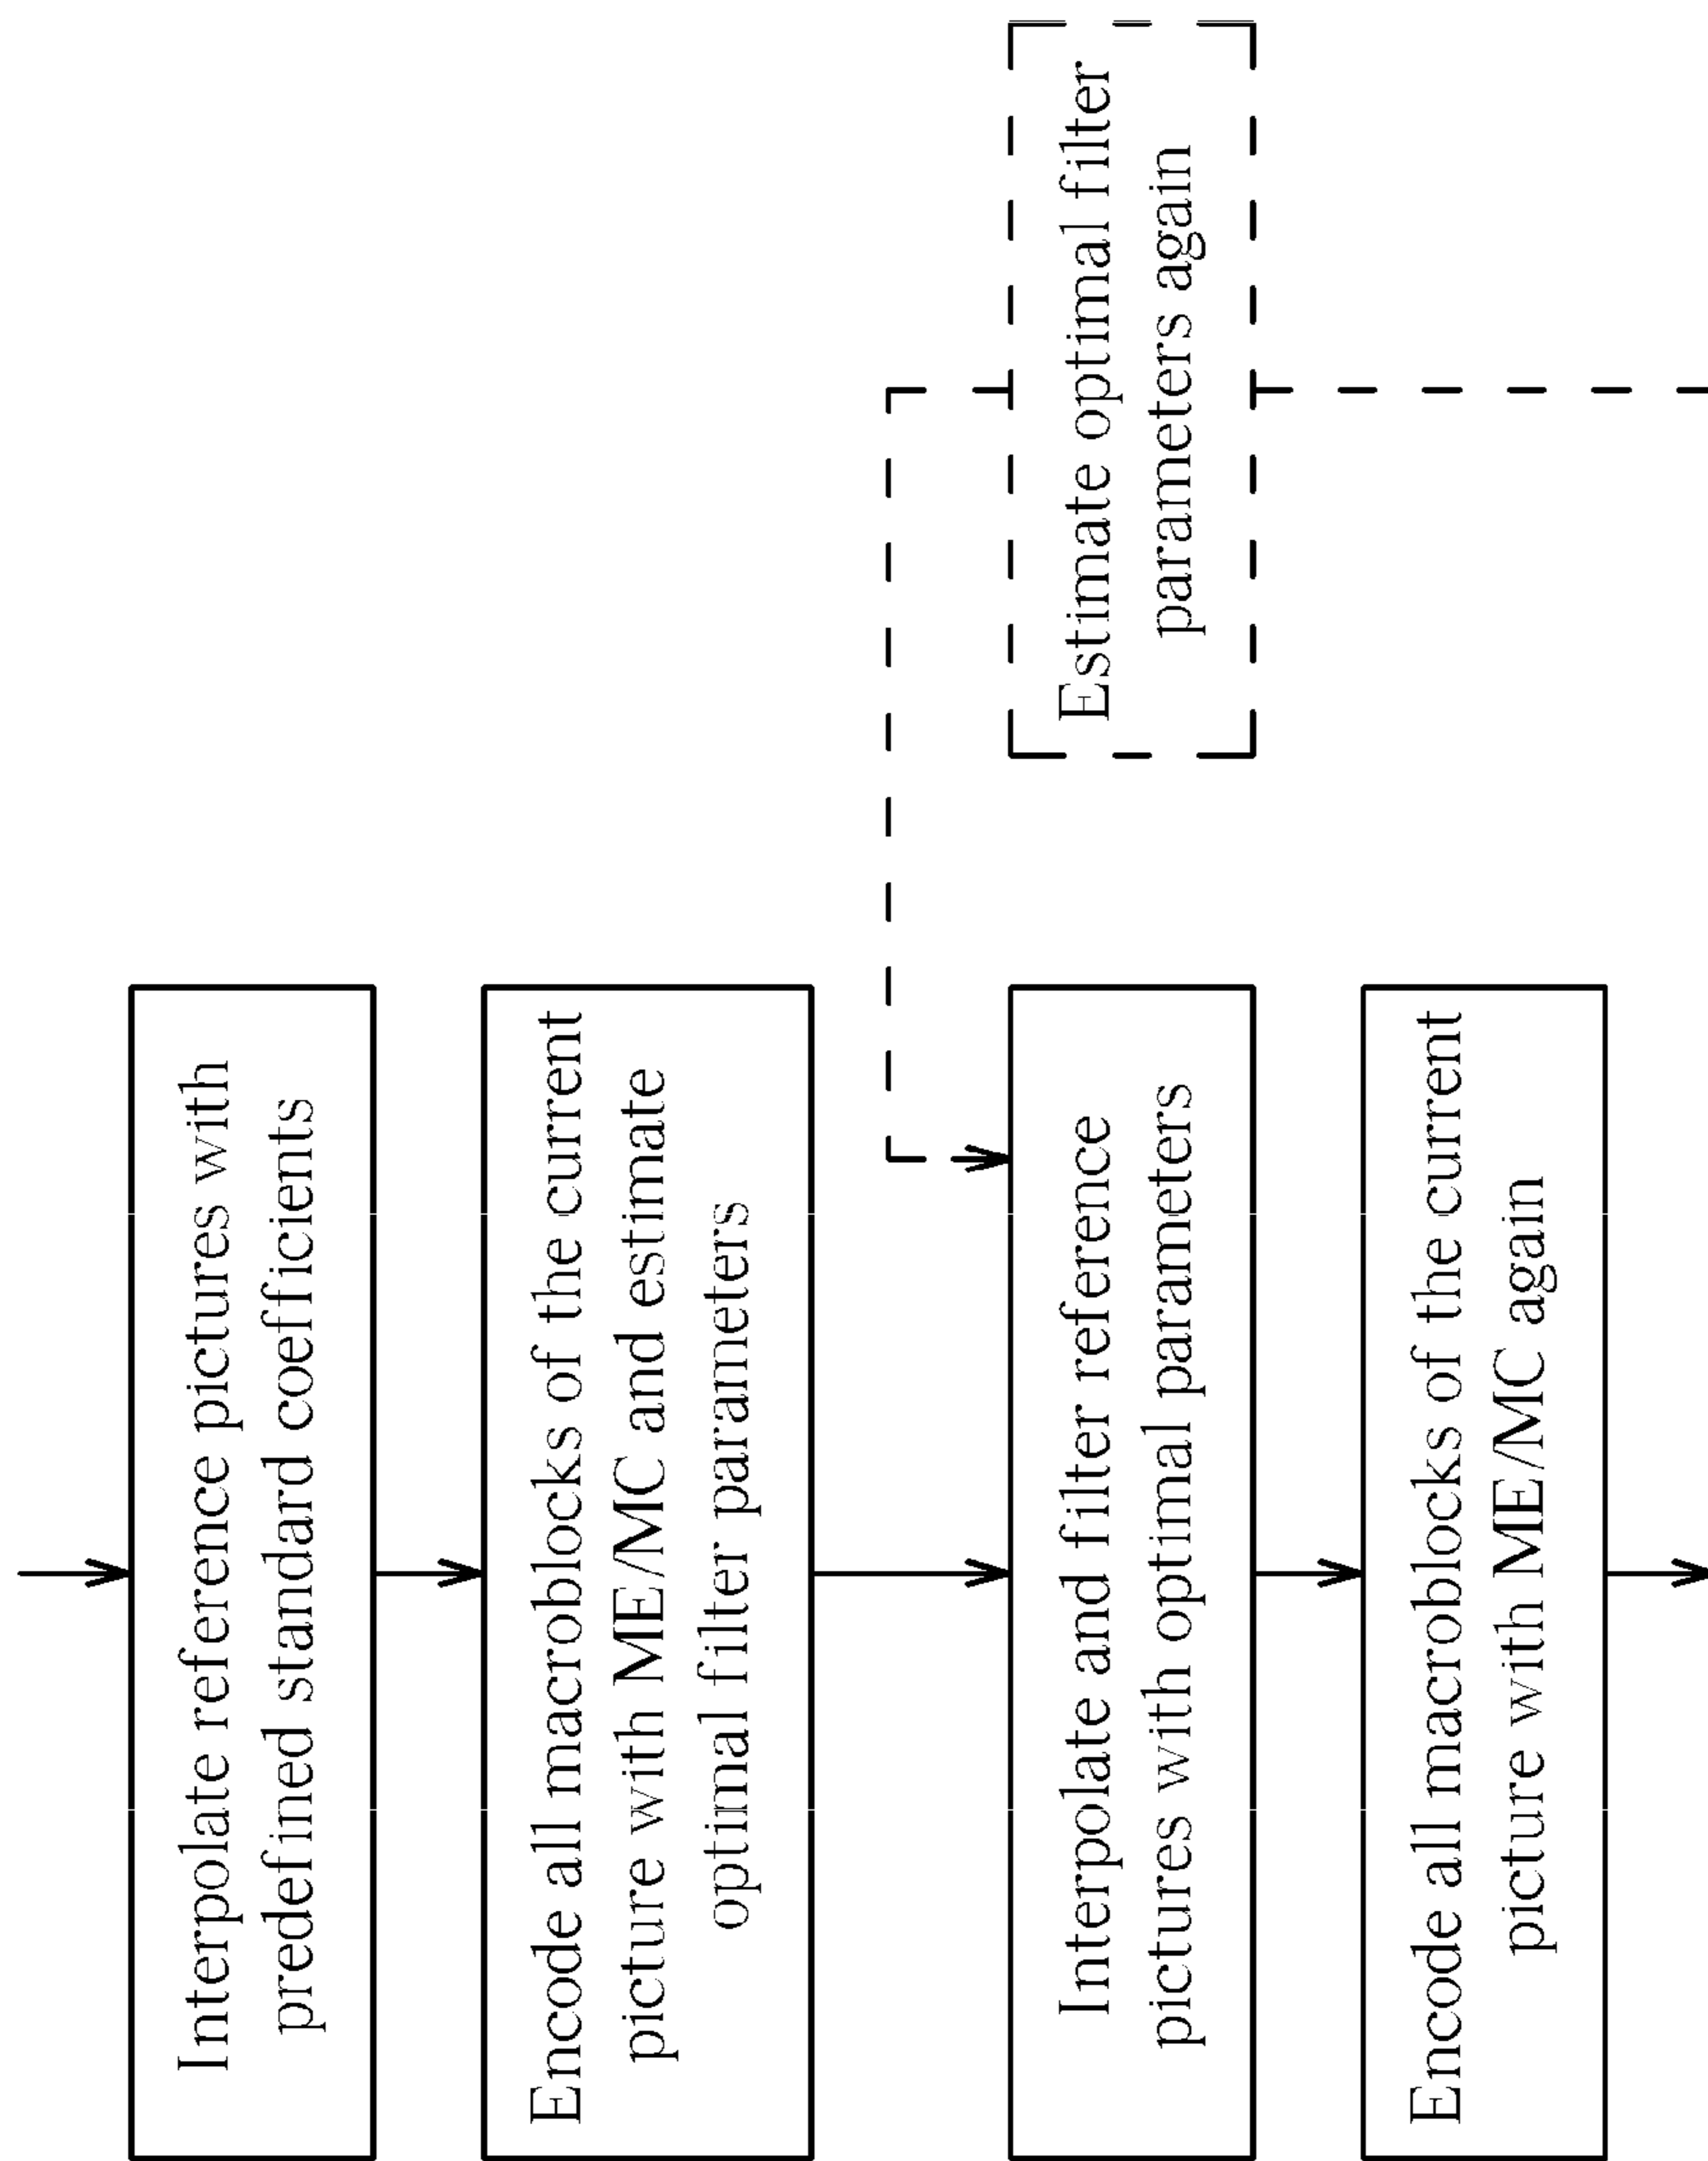 Interpolate reference pictures with
predefined standard coefficients
Encode all macroblocks of the current
picture with ME/MC and estimate
optimal filter parameters
Interpolate and filter reference
pictures with optimal parameters
Estimate optimal filter
parameters again
Encode all macroblocks of the current
picture with ME/MC again